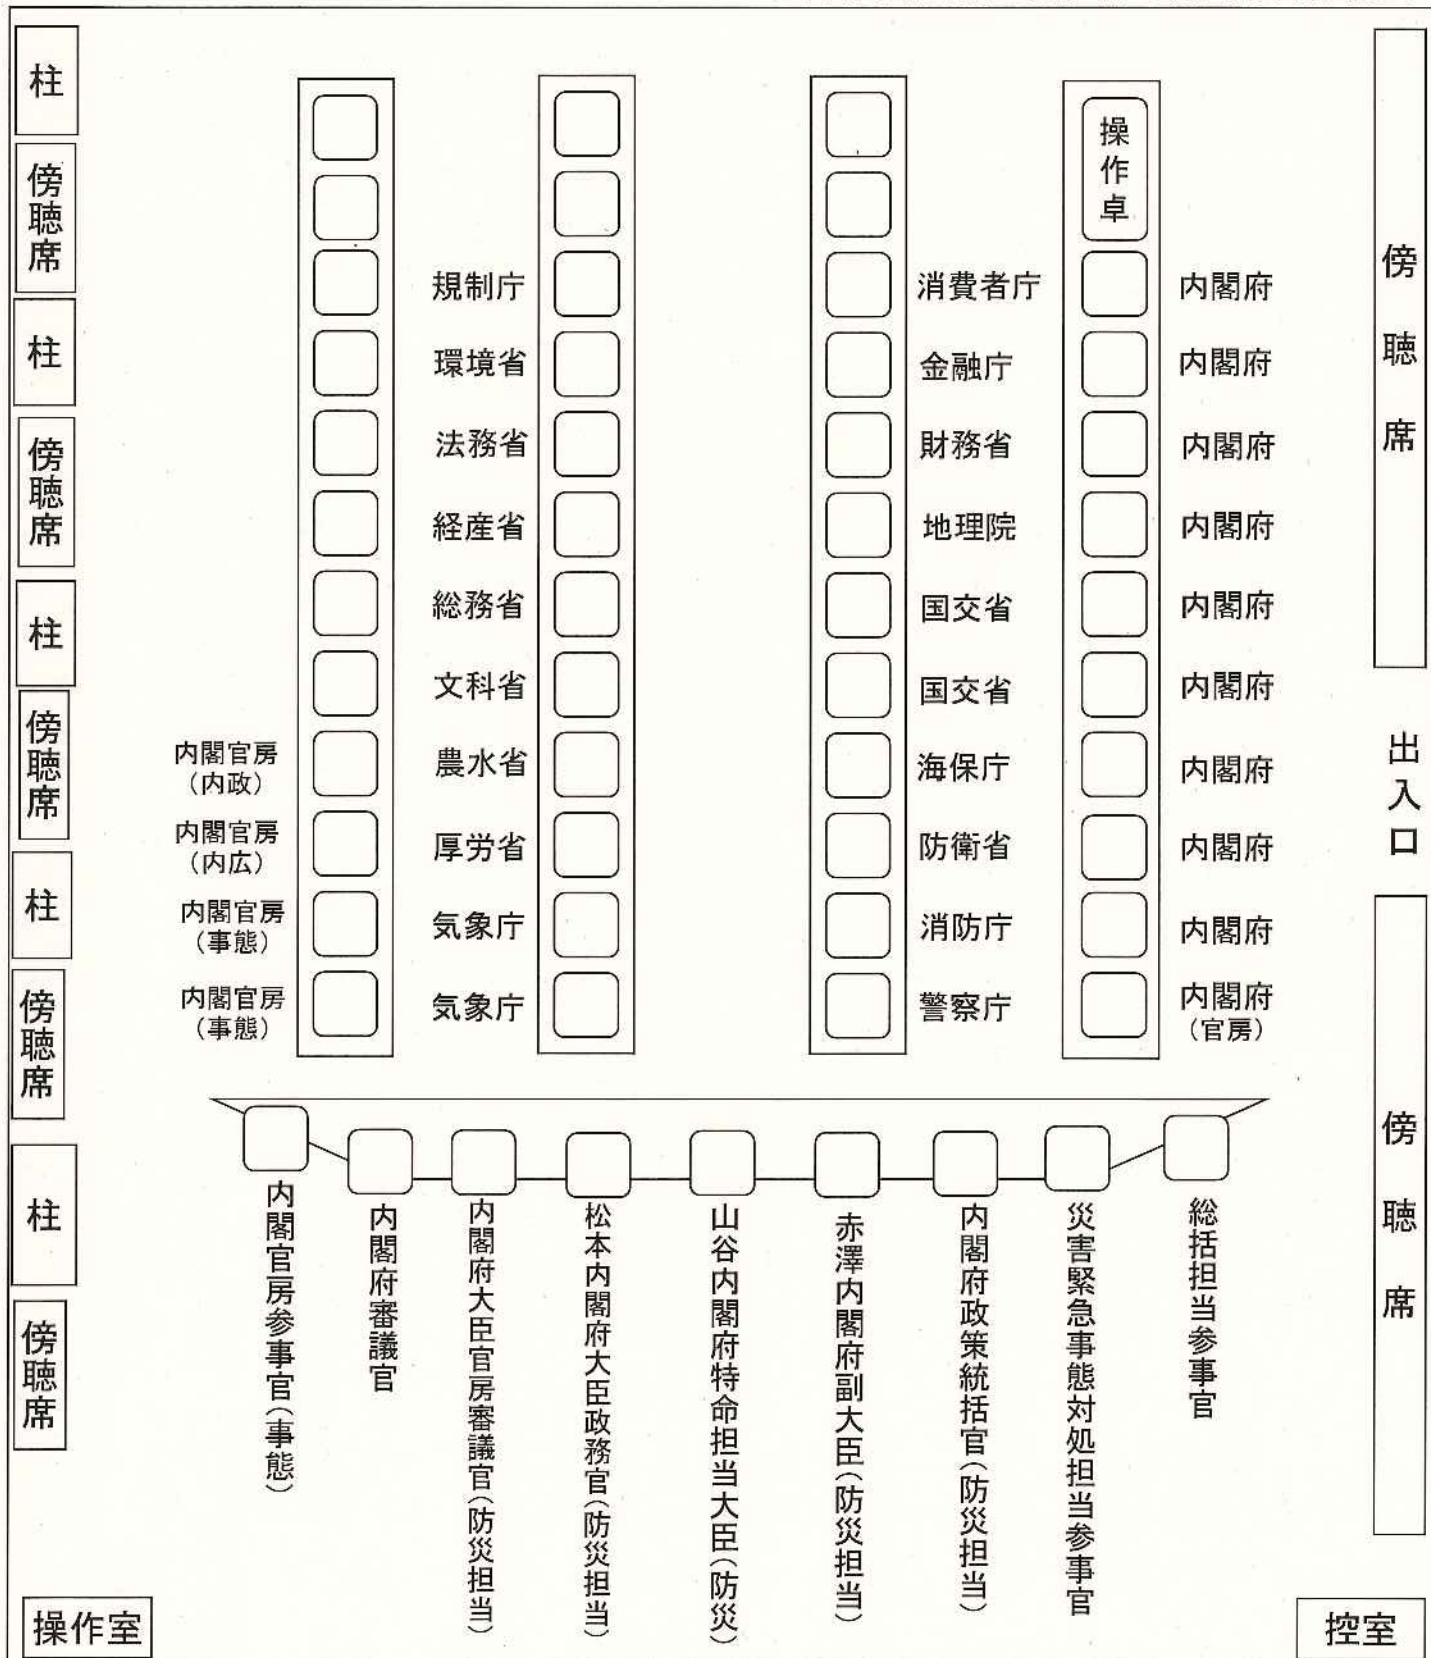 柱
傍聴席
柱
傍聴席
柱
傍聴席
柱
傍聴席
柱
傍聴席
操作卓
規制庁 消費者庁 内閣府
環境省 金融庁 内閣府
法務省 財務省 内閣府
経産省 地理院 内閣府
総務省 国交省 内閣府
文科省 国交省 内閣府
内閣官房
(内政)
農水省 海保庁 内閣府
内閣官房
(内広)
厚労省 防衛省 内閣府
内閣官房
(事態)
気象庁 消防庁 内閣府
内閣官房
(事態)
気象庁 警察庁 内閣府
(官房)
傍聴席
出入口
傍聴席
内閣官房参事官(事態)
内閣府審議官
内閣府大臣官房審議官(防災担当)
松本内閣府大臣政務官(防災担当)
山谷内閣府特命担当大臣(防災)
赤澤内閣府副大臣(防災担当)
内閣府政策統括官(防災担当)
災害緊急事態対処担当参事官
総括担当参事官
操作室
控室